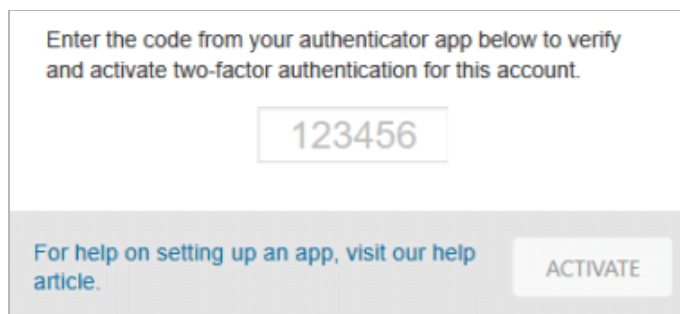 Enter the code from your authenticator app below to verify
and activate two-factor authentication for this account.
123456
For help on setting up an app, visit our help
article.
ACTIVATE